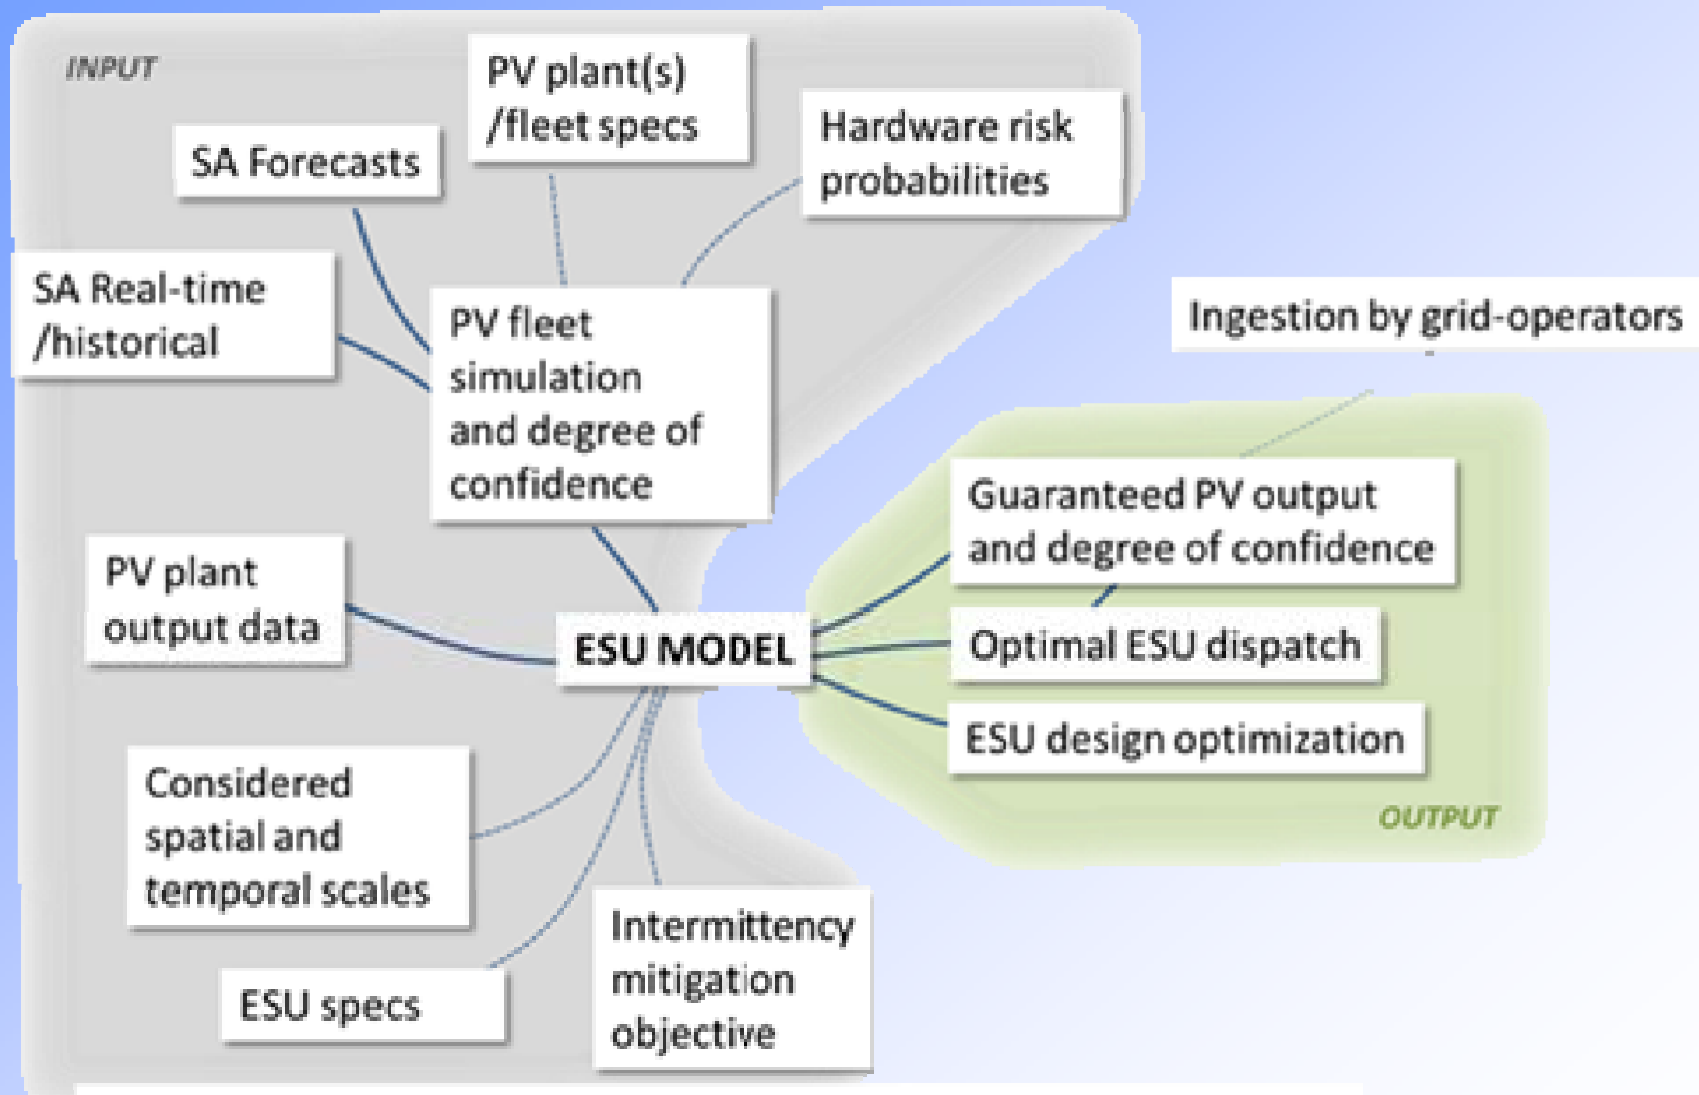 INPUT
PV plant(s)
/fleet specs
Hardware risk
probabilities
SA Forecasts
SA Real-time
/historical
PV fleet
simulation
and degree of
confidence
Ingestion by grid-operators
Guaranteed PV output
and degree of confidence
PV plant
output data
ESU MODEL
Optimal ESU dispatch
ESU design optimization
OUTPUT
Considered
spatial and
temporal scales
ESU specs
Intermittency
mitigation
objective